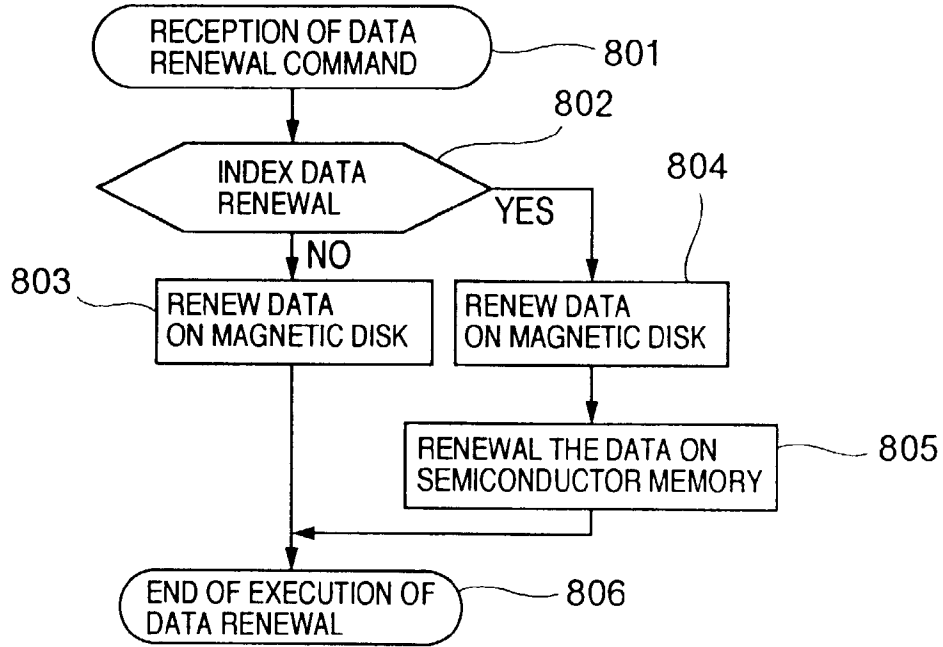 RECEPTION OF DATA
RENEWAL COMMAND
801
802
INDEX DATA
RENEWAL
YES
804
NO
803
RENEW DATA
ON MAGNETIC DISK
RENEW DATA
ON MAGNETIC DISK
RENEWAL THE DATA ON
SEMICONDUCTOR MEMORY
805
END OF EXECUTION OF
DATA RENEWAL
806